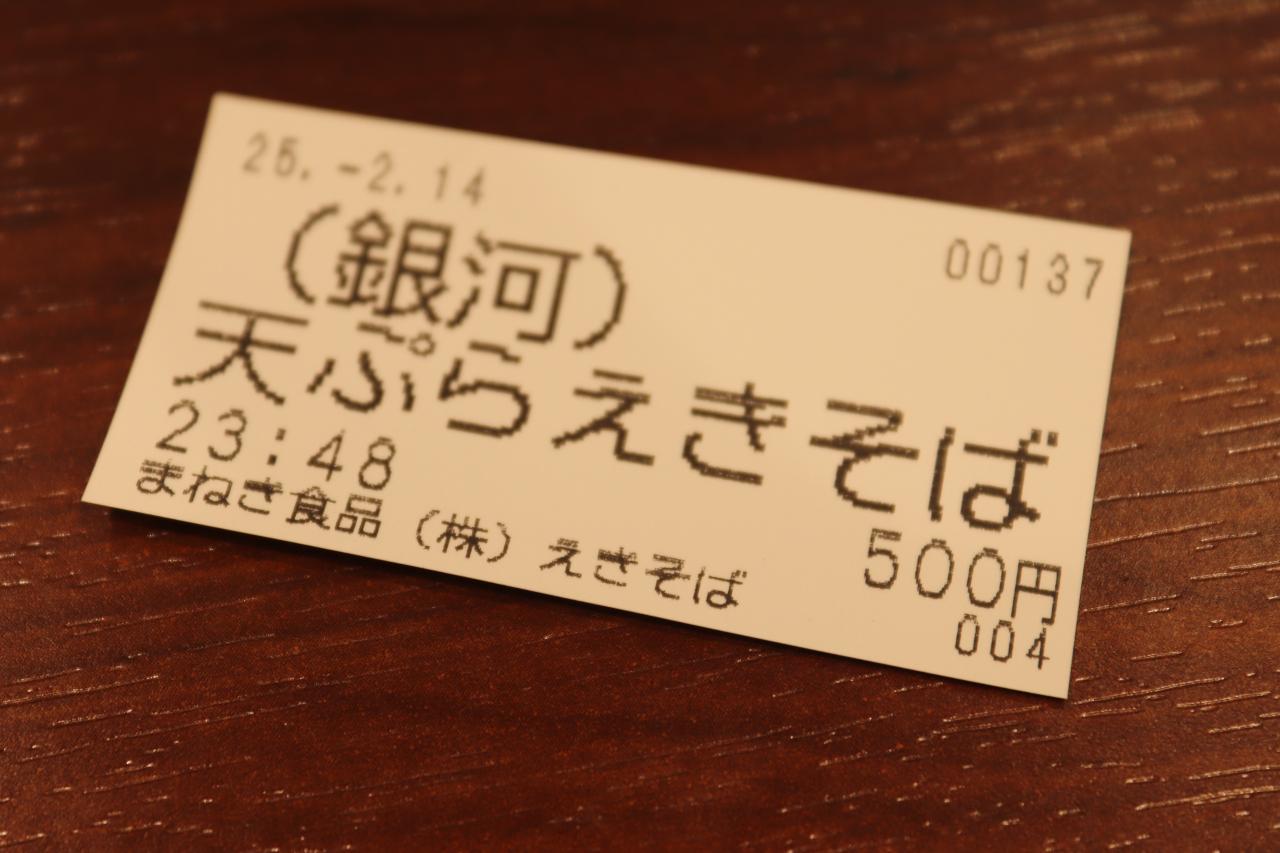 25.-2.14
00137
（銀河）
天ぷらえきそば
23:48
500円
まねき食品（株）えきそば
004